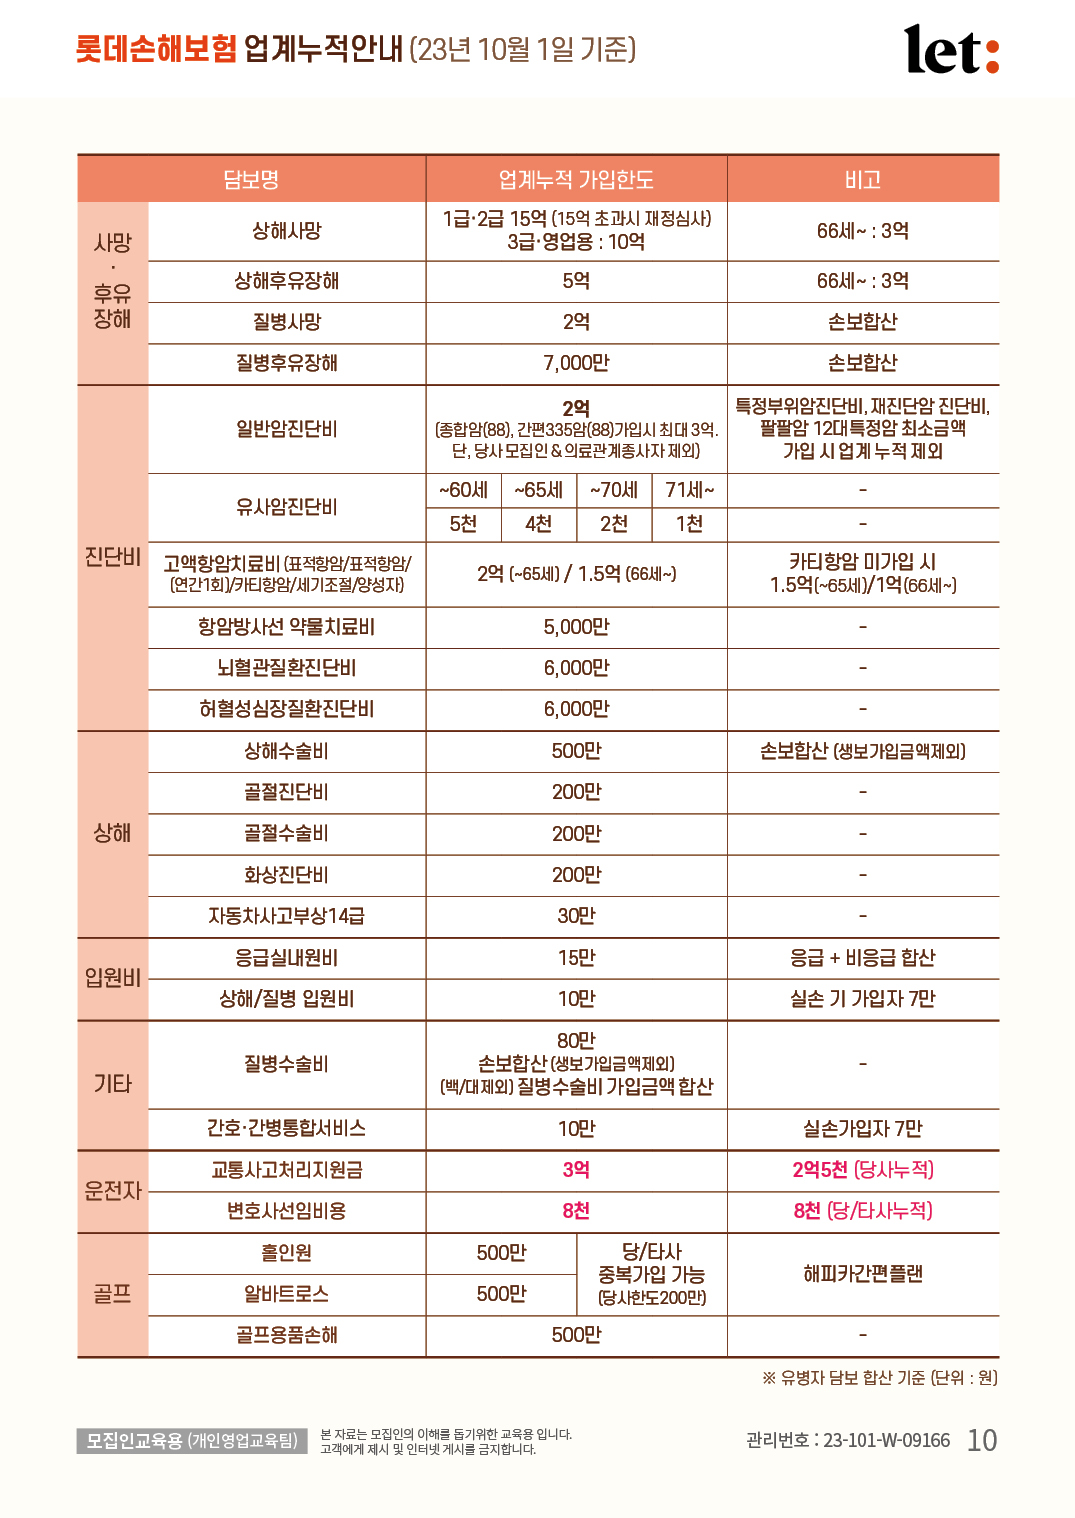 롯데손해보험 업계누적안내 (23년 10월 1일 기준)
let:
담보명 업계누적 가입한도 비고
사망
·
후유
장해
상해사망
1급·2급 15억 (15억 초과시 재정심사)
3급·영업용 : 10억
66세~ : 3억
상해후유장해 5억 66세~ : 3억
질병사망 2억 손보합산
질병후유장해 7,000만 손보합산
진단비
일반암진단비
2억
(종합암(88), 간편335암(88)가입시 최대 3억.
단, 당사 모집인 & 의료관계종사자 제외)
특정부위암진단비, 재진단암 진단비,
팔팔암 12대특정암 최소금액
가입 시 업계 누적 제외
유사암진단비
~60세 ~65세 ~70세 71세~ -
5천 4천 2천 1천 -
고액항암치료비 (표적항암/표적항암/
(연간1회)/카티항암/세기조절/양성자)
2억 (~65세) / 1.5억 (66세~)
카티항암 미가입 시
1.5억(~65세)/1억(66세~)
항암방사선 약물치료비 5,000만 -
뇌혈관질환진단비 6,000만 -
허혈성심장질환진단비 6,000만 -
상해
상해수술비 500만 손보합산 (생보가입금액제외)
골절진단비 200만 -
골절수술비 200만 -
화상진단비 200만 -
자동차사고부상14급 30만 -
입원비
응급실내원비 15만 응급 + 비응급 합산
상해/질병 입원비 10만 실손 기 가입자 7만
기타
질병수술비
80만
손보합산 (생보가입금액제외)
(백/대제외) 질병수술비 가입금액 합산
-
간호·간병통합서비스 10만 실손가입자 7만
운전자
교통사고처리지원금 3억 2억5천 (당사누적)
변호사선임비용 8천 8천 (당/타사누적)
골프
홀인원 500만
알바트로스 500만
당/타사
중복가입 가능
(당사한도200만)
해피카간편플랜
골프용품손해 500만 -
※ 유병자 담보 합산 기준 (단위 : 원)
모집인교육용 (개인영업교육팀)
본 자료는 모집인의 이해를 돕기위한 교육용 입니다.
고객에게 제시 및 인터넷 게시를 금지합니다.
관리번호 : 23-101-W-09166 10